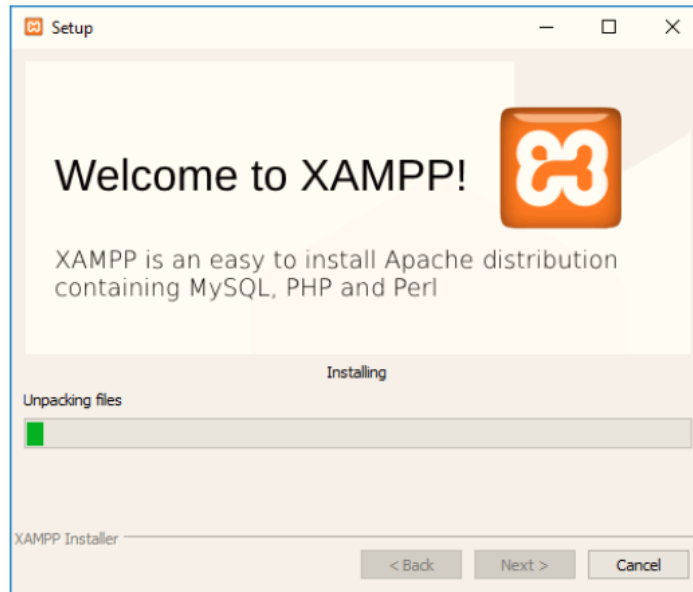 Setup
Welcome to XAMPP!
XAMPP is an easy to install Apache distribution
containing MySQL, PHP and Perl
Installing
Unpacking files
XAMPP Installer
< Back Next > Cancel